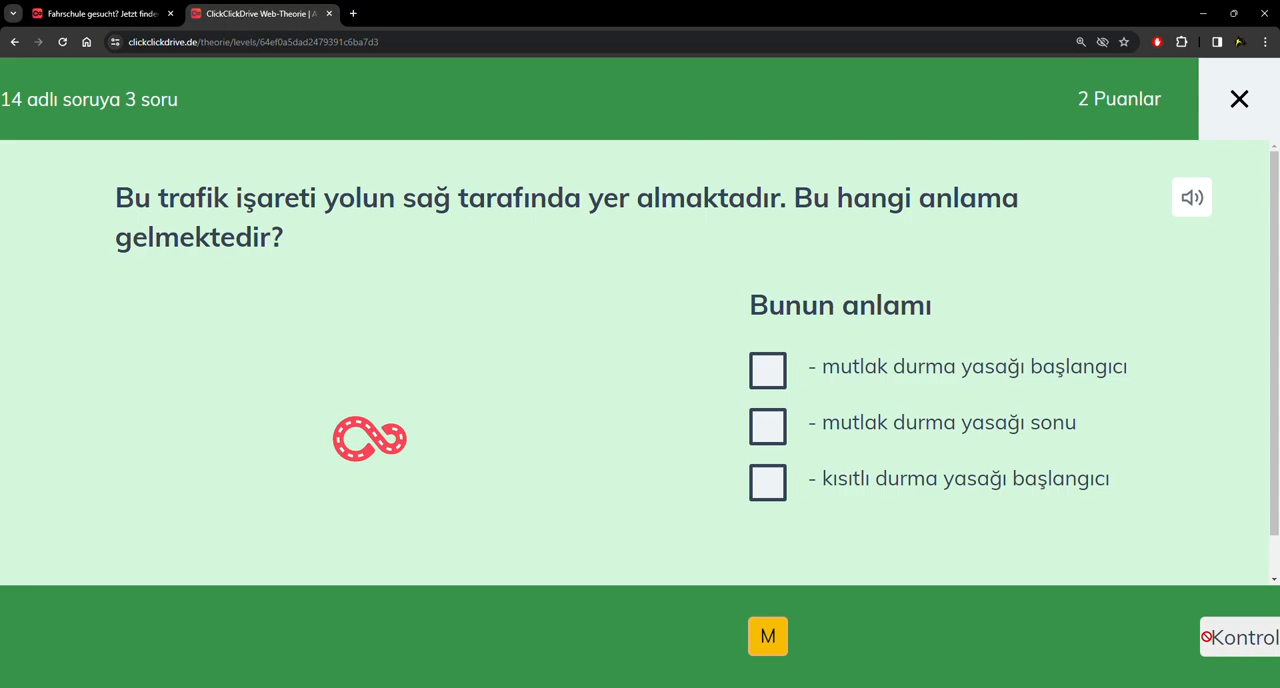 Fahrschule gesucht? Jetzt finde
ClickClickDrive Web-Theorie | A
clickclickdrive.de/theorie/levels/64ef0a5dad2479391c6ba7d3
14 adlı soruya 3 soru
2 Puanlar
Bu trafik işareti yolun sağ tarafında yer almaktadır. Bu hangi anlama
gelmektedir?
Bunun anlamı
- mutlak durma yasağı başlangıcı
- mutlak durma yasağı sonu
- kısıtlı durma yasağı başlangıcı
M
Kontrol